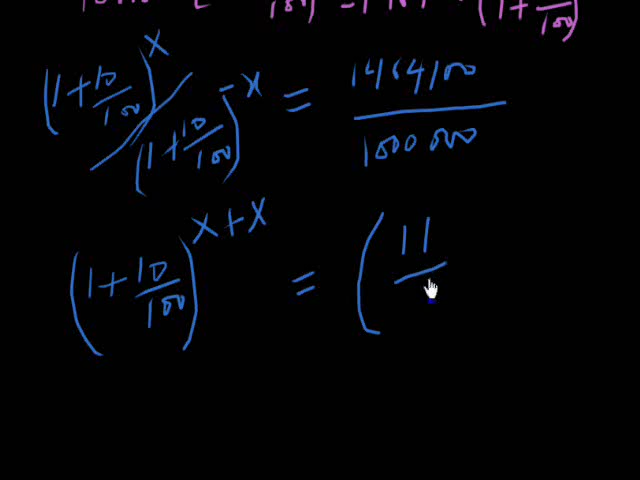 (1+10/100)^x / (1+10/100)^-x = 1464100/1000000
(1+10/100)^x+x = (11/